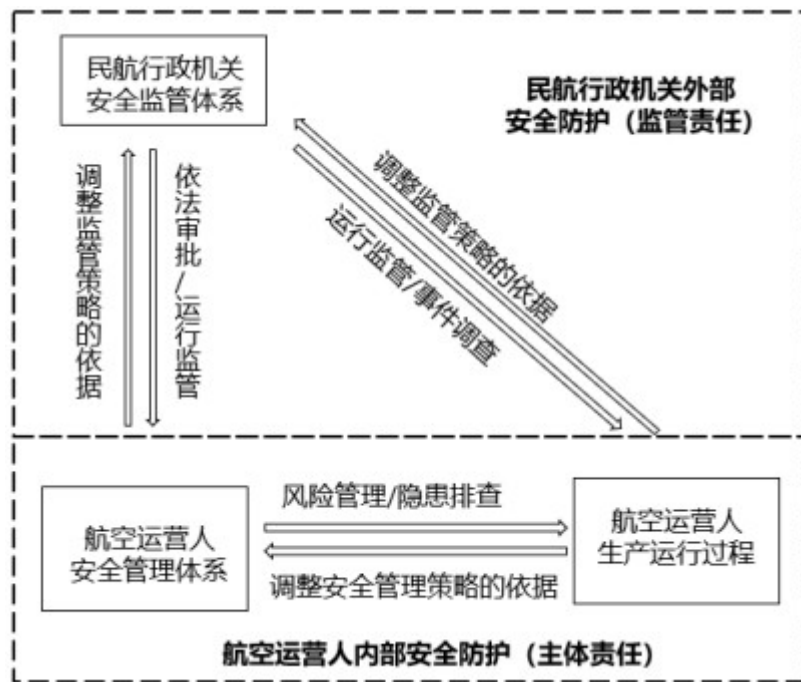 民航行政机关
安全监管体系
民航行政机关外部
安全防护（监管责任）
调整监管策略的依据
依法审批/运行监管
调整监管策略的依据
运行监管/事件调查
风险管理/隐患排查
航空运营人
安全管理体系
航空运营人
生产运行过程
调整安全管理策略的依据
航空运营人内部安全防护（主体责任）